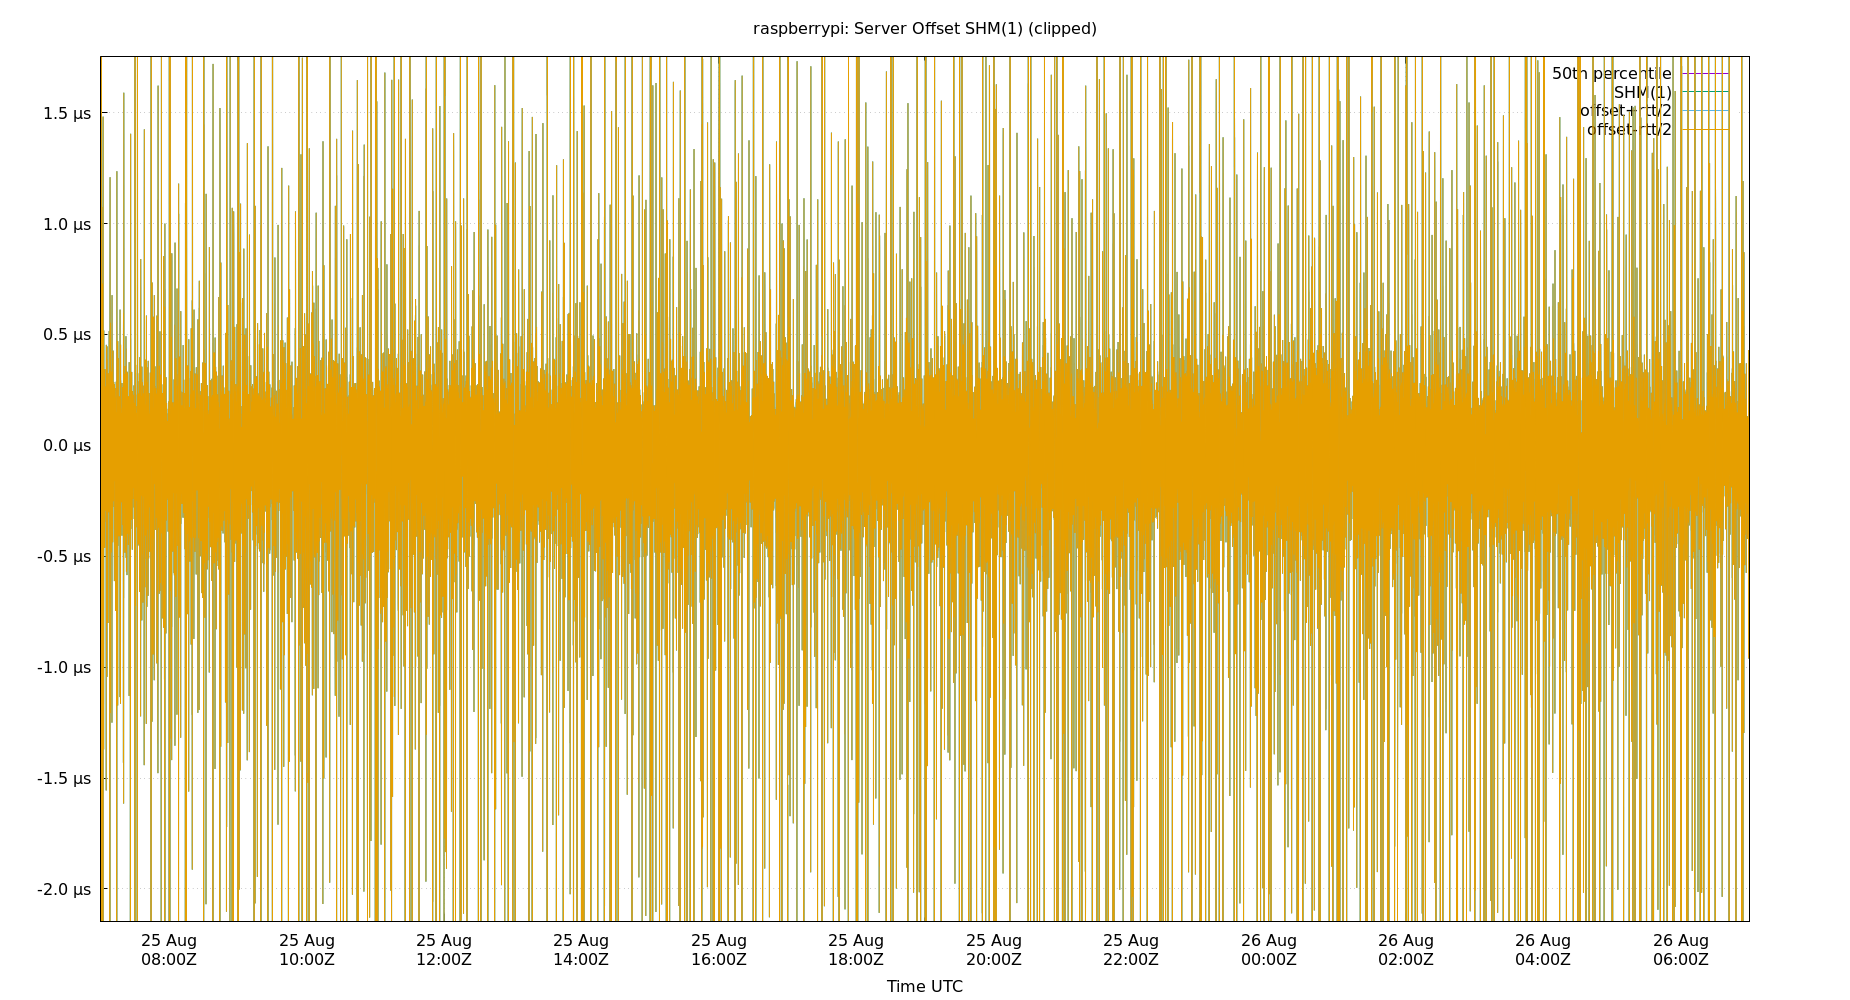 raspberrypi: Server Offset SHM(1) (clipped)
50th percentile
SHM(1)
offset+rtt/2
offset-rtt/2
1.5 µs
1.0 µs
0.5 µs
0.0 µs
-0.5 µs
-1.0 µs
-1.5 µs
-2.0 µs
25 Aug 25 Aug 25 Aug 25 Aug 25 Aug 25 Aug 25 Aug 25 Aug 26 Aug 26 Aug 26 Aug 26 Aug
08:00Z 10:00Z 12:00Z 14:00Z 16:00Z 18:00Z 20:00Z 22:00Z 00:00Z 02:00Z 04:00Z 06:00Z
Time UTC